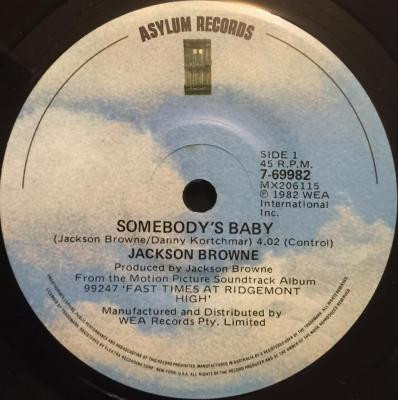 ASYLUM RECORDS
SIDE 1
45 R.P.M.
7-69982
MX206115
℗ 1982 WEA
International
Inc.
SOMEBODY'S BABY
(Jackson Browne/Danny Kortchmar) 4.02 (Control)
JACKSON BROWNE
Produced by Jackson Browne
From the Motion Picture Soundtrack Album
99247 'FAST TIMES AT RIDGEMONT
HIGH'
Manufactured and Distributed by
WEA Records Pty. Limited